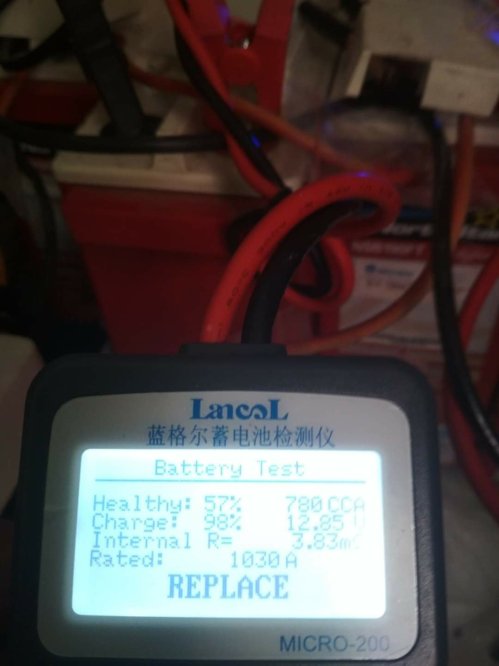 LancoL
蓝格尔蓄电池检测仪
Battery Test
Healthy: 57% 780 CCA
Charge: 98% 12.85 V
Internal R= 3.83mΩ
Rated: 1030 A
REPLACE
MICRO-200